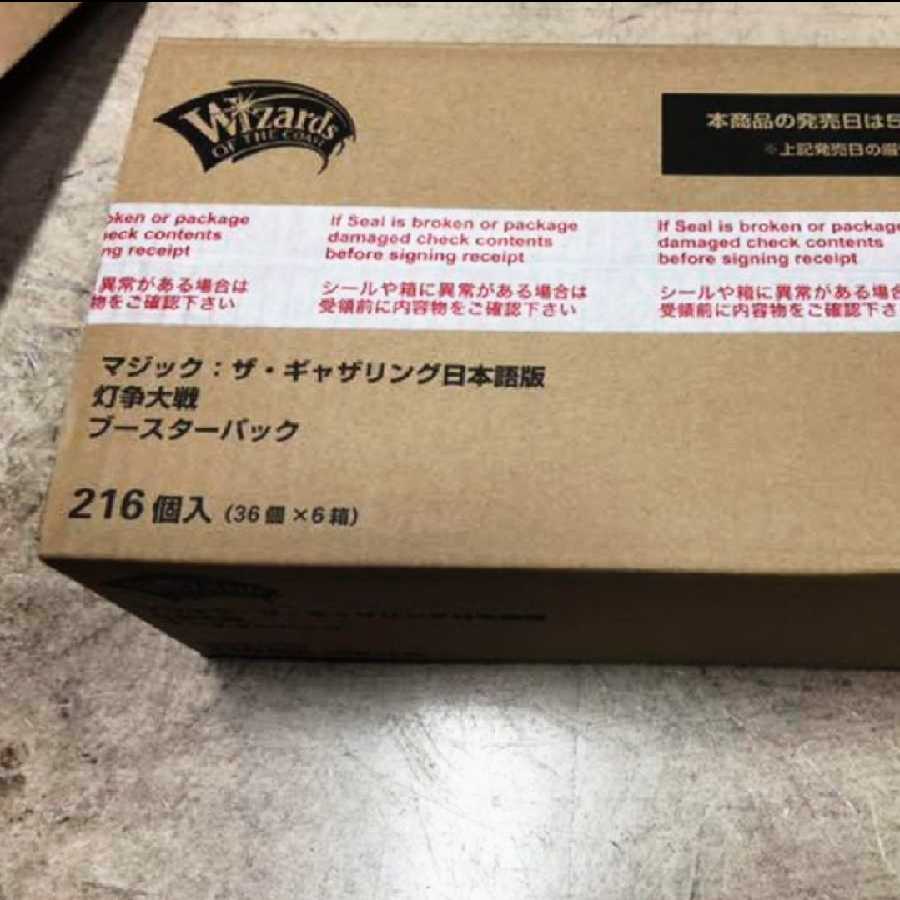 Wizards
OF THE COAST
本商品の発売日は
※上記発売日の
oken or package
eck contents
ng receipt
異常がある場合は
物をご確認下さい
If Seal is broken or package
damaged check contents
before signing receipt
シールや箱に異常がある場合は
受領前に内容物をご確認下さい
If Seal is broken or package
damaged check contents
before signing receipt
シールや箱に異常がある場合
受領前に内容物をご確認下さ
マジック：ザ・ギャザリング日本語版
灯争大戦
ブースターパック
216個入（36個×6箱）